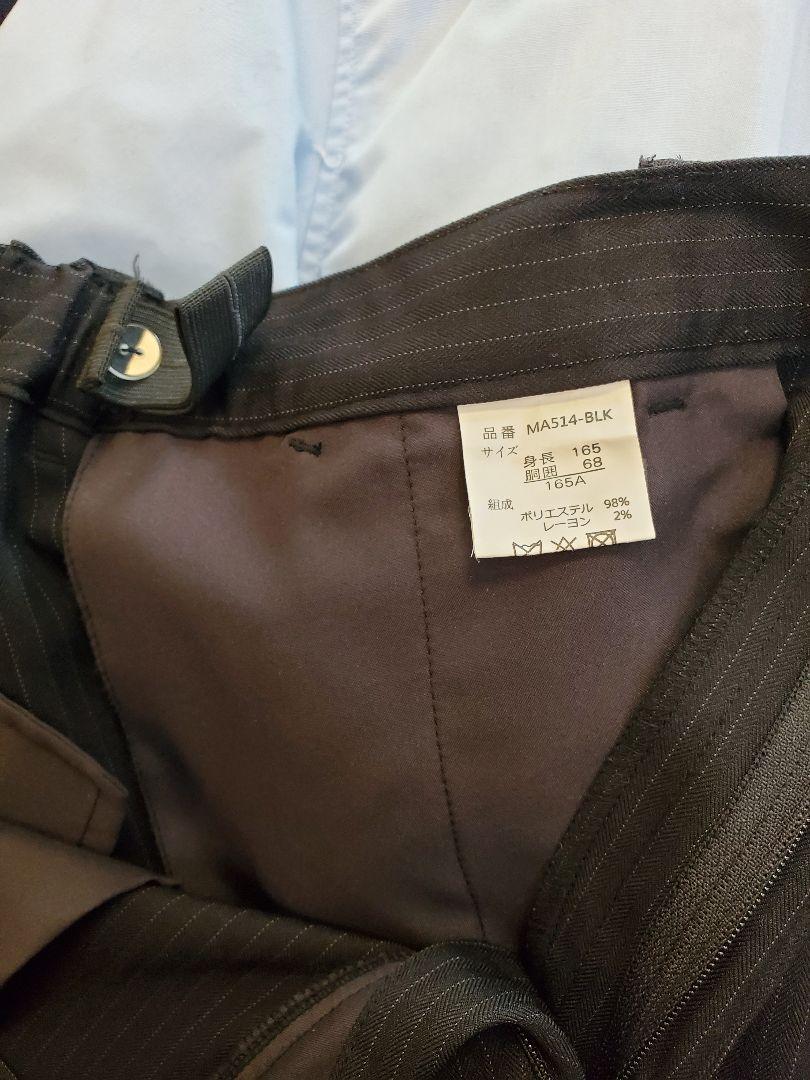 品番 MA514-BLK
サイズ
身長 165
胴囲 68
165A
組成
ポリエステル 98%
レーヨン 2%